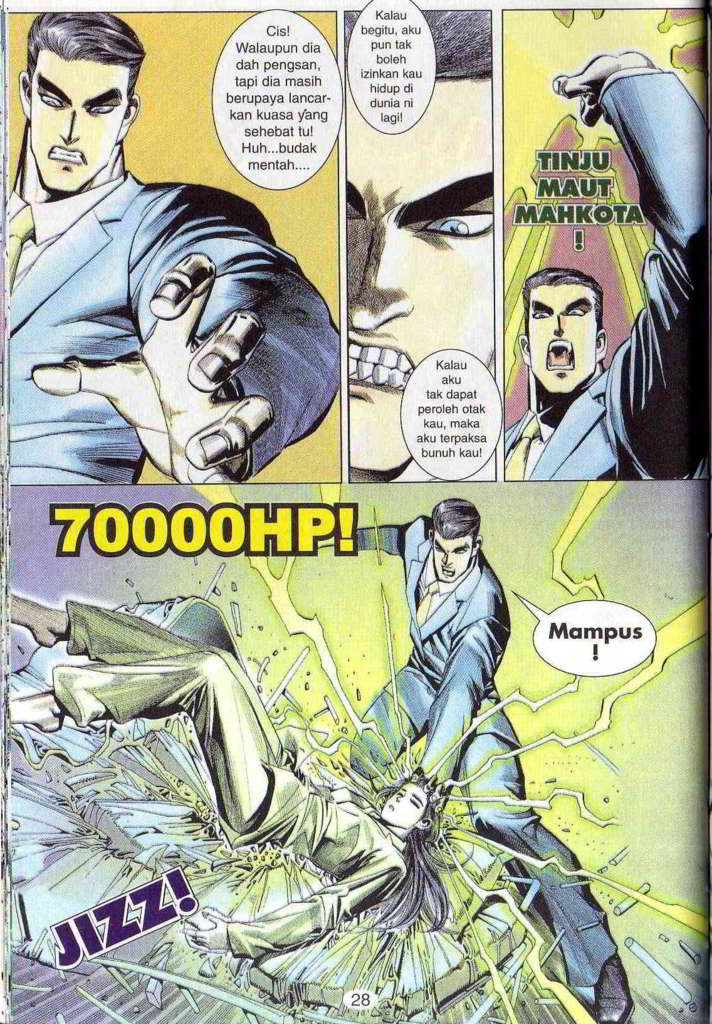 Cis!
Walaupun dia
dah pengsan,
tapi dia masih
berupaya lancar-
kan kuasa yang
sehebat tu!
Huh...budak
mentah....
Kalau
begitu, aku
pun tak
boleh
izinkan kau
hidup di
dunia ni
lagi!
Kalau
aku
tak dapat
peroleh otak
kau, maka
aku terpaksa
bunuh kau!
TINJU
MAUT
MAHKOTA
!
70000HP!
Mampus
!
JIZZ!
28